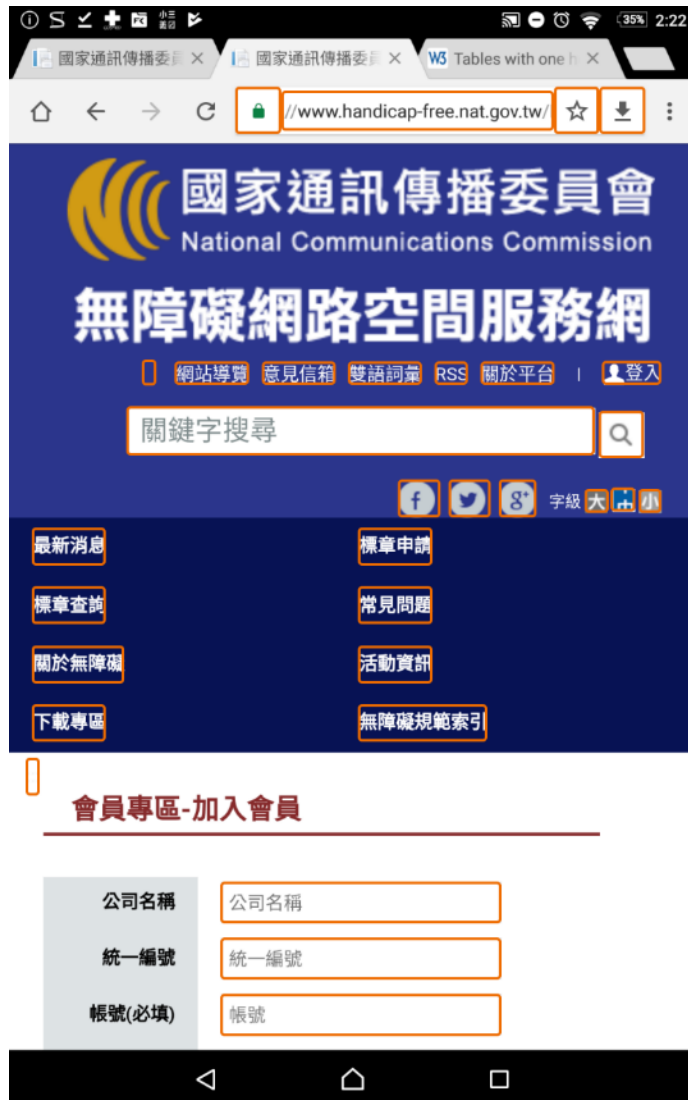 35% 2:22
國家通訊傳播委員 國家通訊傳播委員 W3 Tables with one h
//www.handicap-free.nat.gov.tw/
國家通訊傳播委員會
National Communications Commission
無障礙網路空間服務網
網站導覽 意見信箱 雙語詞彙 RSS 關於平台 | 登入
關鍵字搜尋
f g+ 字級 大 中 小
最新消息 標章申請
標章查詢 常見問題
關於無障礙 活動資訊
下載專區 無障礙規範索引
會員專區-加入會員
公司名稱 公司名稱
統一編號 統一編號
帳號(必填) 帳號